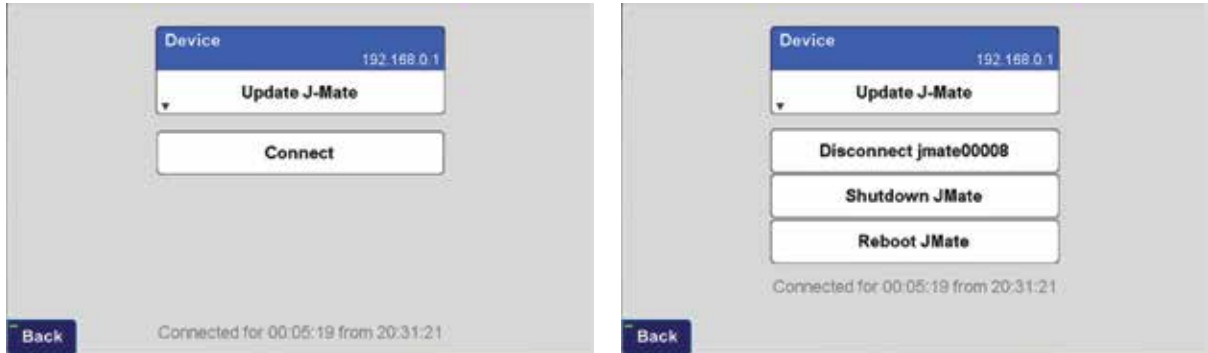 Device
192.168.0.1
Update J-Mate
Connect
Connected for 00:05:19 from 20:31:21
Back
Device
192.168.0.1
Update J-Mate
Disconnect jmate00008
Shutdown JMate
Reboot JMate
Connected for 00:05:19 from 20:31:21
Back